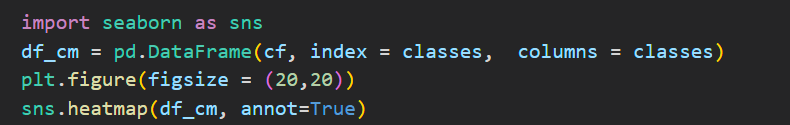 import seaborn as sns
df_cm = pd.DataFrame(cf, index = classes,  columns = classes)
plt.figure(figsize = (20,20))
sns.heatmap(df_cm, annot=True)